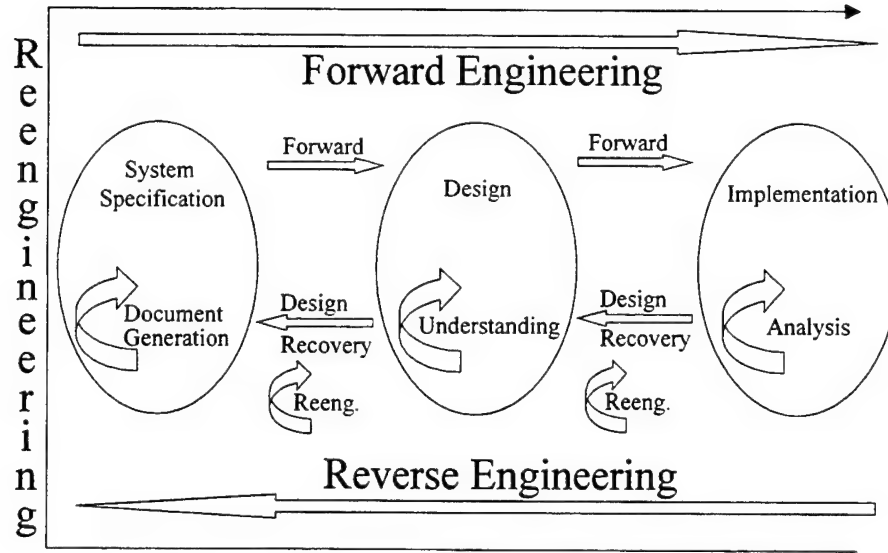 Reengineering
Forward Engineering
System
Specification
Forward
Design
Forward
Implementation
Document
Generation
Design
Recovery
Understanding
Design
Recovery
Analysis
Reeng.
Reeng.
Reverse Engineering